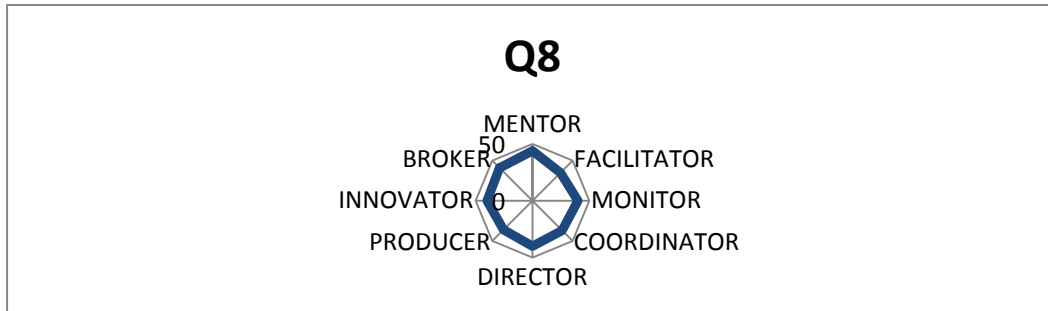 Q8
MENTOR
50
BROKER FACILITATOR
INNOVATOR 0 MONITOR
PRODUCER COORDINATOR
DIRECTOR